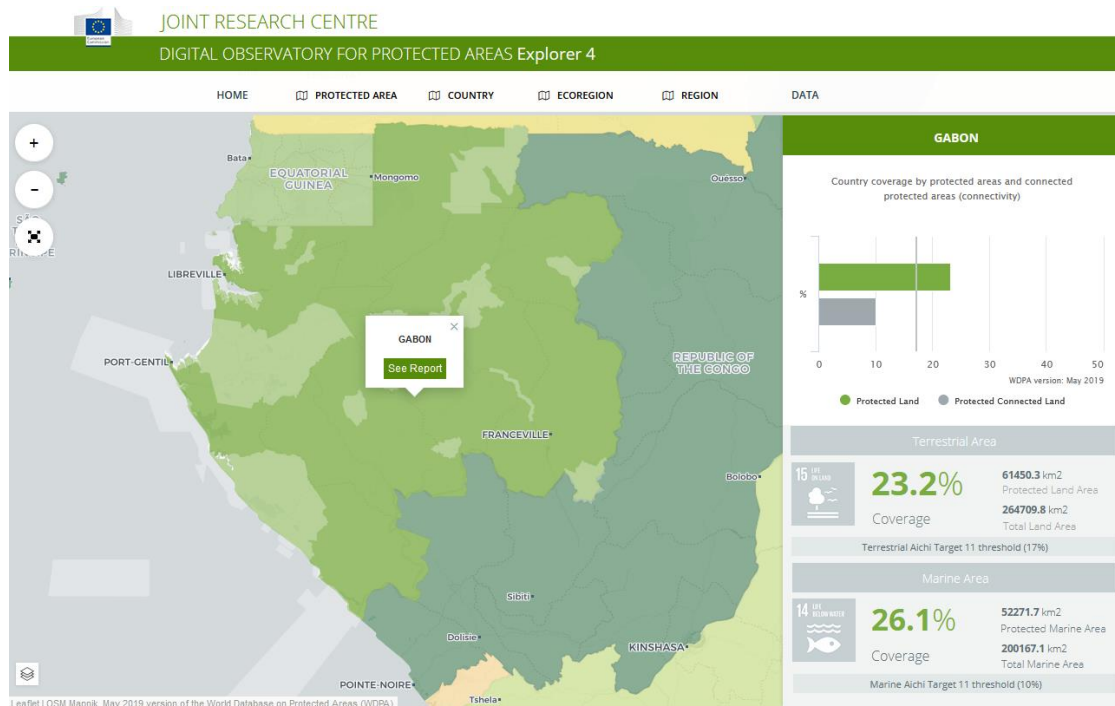 European
Commission
JOINT RESEARCH CENTRE
DIGITAL OBSERVATORY FOR PROTECTED AREAS Explorer 4
HOME PROTECTED AREA COUNTRY ECOREGION REGION DATA
+
-
Bata
EQUATORIAL
GUINEA
Mongomo
Ouésso
LIBREVILLE
PORT-GENTIL
GABON
×
See Report
REPUBLIC OF
THE CONGO
FRANCEVILLE
Bolobo
Sibiti
Dolisie
KINSHASA
POINTE-NOIRE
Tshela
Leaflet | OSM Mapnik, May 2019 version of the World Database on Protected Areas (WDPA)
GABON
Country coverage by protected areas and connected
protected areas (connectivity)
%
0 10 20 30 40 50
WDPA version: May 2019
Protected Land Protected Connected Land
Terrestrial Area
15 LIFE
ON LAND
23.2%
Coverage
61450.3 km2
Protected Land Area
264709.8 km2
Total Land Area
Terrestrial Aichi Target 11 threshold (17%)
Marine Area
14 LIFE
BELOW WATER
26.1%
Coverage
52271.7 km2
Protected Marine Area
200167.1 km2
Total Marine Area
Marine Aichi Target 11 threshold (10%)